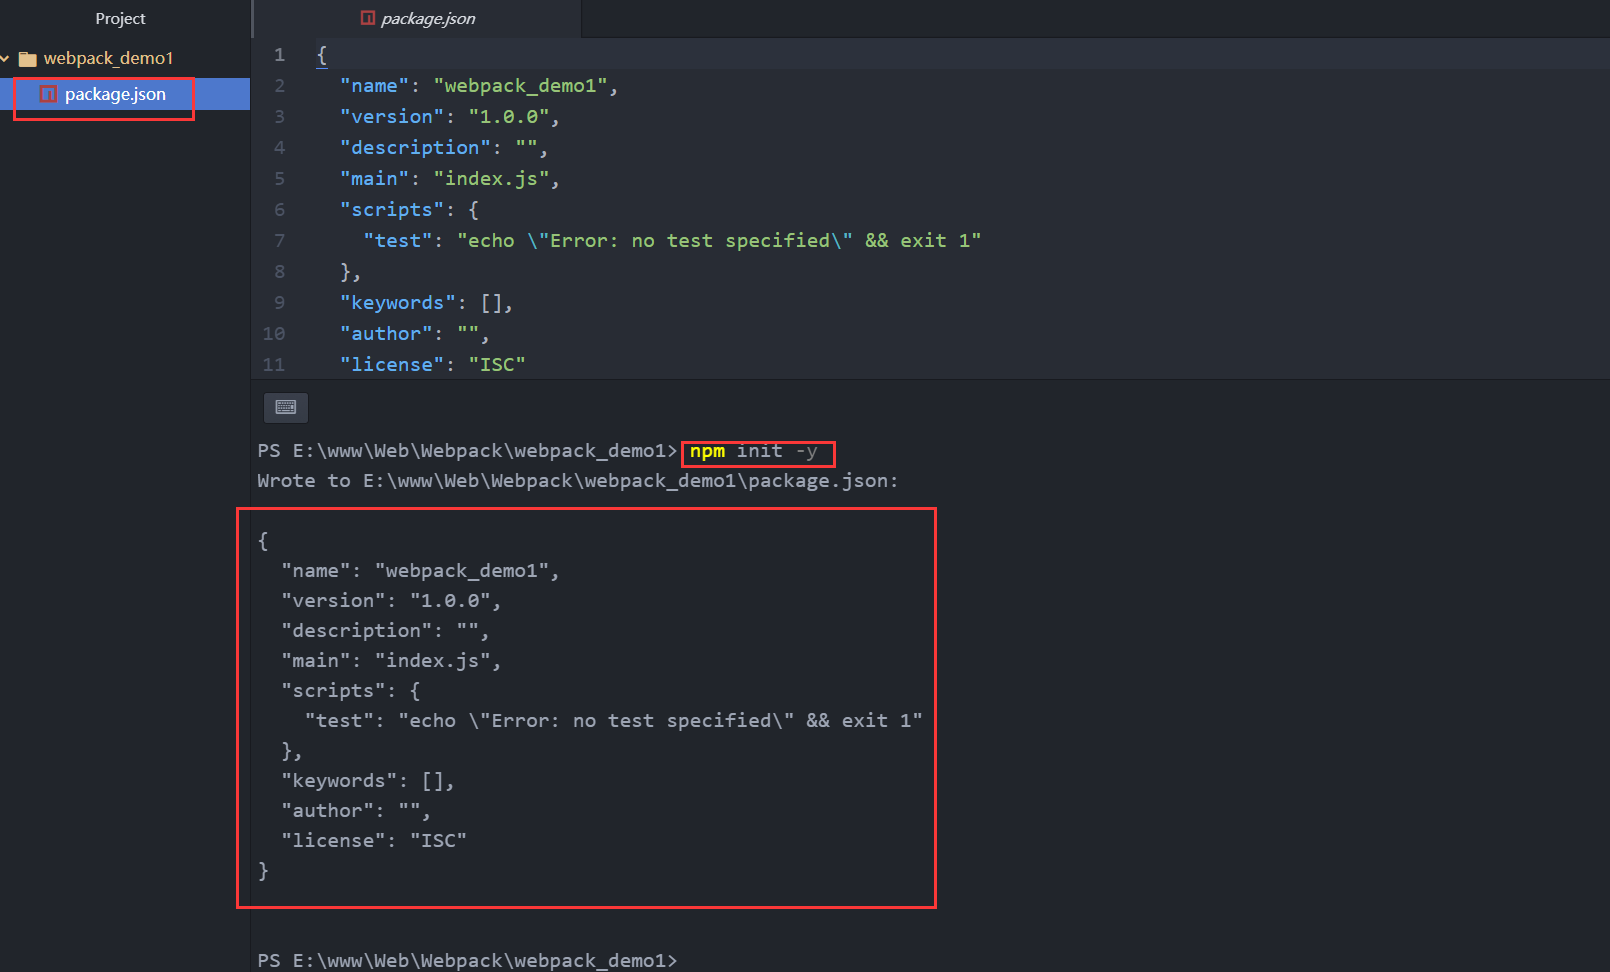 Project
package.json
webpack_demo1
package.json
1 {
2   "name": "webpack_demo1",
3   "version": "1.0.0",
4   "description": "",
5   "main": "index.js",
6   "scripts": {
7     "test": "echo \"Error: no test specified\" && exit 1"
8   },
9   "keywords": [],
10   "author": "",
11   "license": "ISC"
PS E:\www\Web\Webpack\webpack_demo1> npm init -y
Wrote to E:\www\Web\Webpack\webpack_demo1\package.json:
{
  "name": "webpack_demo1",
  "version": "1.0.0",
  "description": "",
  "main": "index.js",
  "scripts": {
    "test": "echo \"Error: no test specified\" && exit 1"
  },
  "keywords": [],
  "author": "",
  "license": "ISC"
}
PS E:\www\Web\Webpack\webpack_demo1>